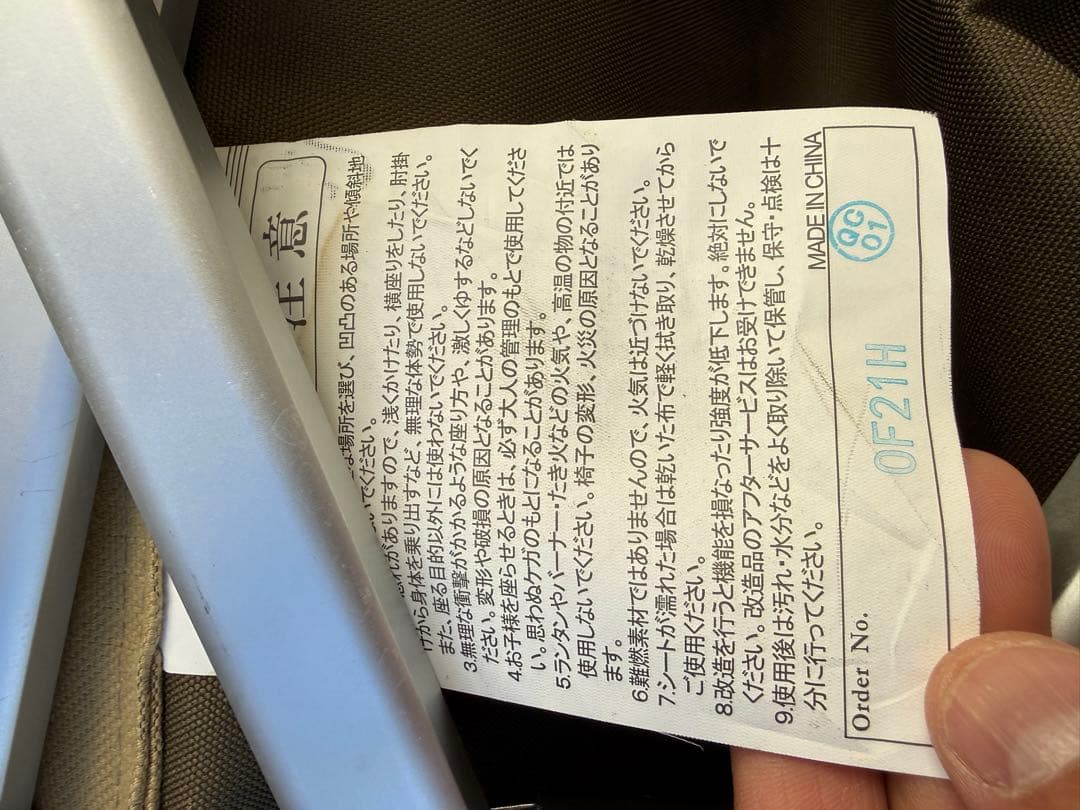 注意
な場所を選び、凹凸のある場所や傾斜地
いでください。
恐れがありますので、浅くかけたり、横座りをしたり、肘掛
けから身体を乗り出すなど、無理な体勢で使用しないでください。
また、座る目的以外には使わないでください。
3.無理な衝撃がかかるような座り方や、激しくゆするなどしないでく
ださい。変形や破損の原因となることがあります。
4.お子様を座らせるときは、必ず大人の管理のもとで使用してくださ
い。思わぬケガのもとになることがあります。
5.ランタンやバーナー・たき火などの火気や、高温の物の付近では
使用しないでください。椅子の変形、火災の原因となることがあり
ます。
6.難燃素材ではありませんので、火気は近づけないでください。
7.シートが濡れた場合は乾いた布で軽く拭き取り、乾燥させてから
ご使用ください。
8.改造を行うと機能を損なったり強度が低下します。絶対にしないで
ください。改造品のアフターサービスはお受けできません。
9.使用後は汚れ・水分などをよく取り除いて保管し、保守・点検は十
分に行ってください。
MADE IN CHINA
Order No.
0F21H
QC
01